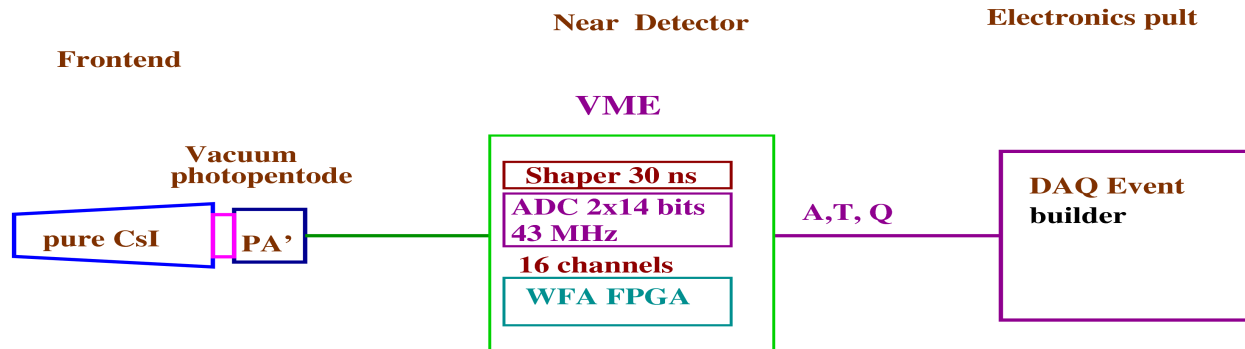 Frontend
Near Detector
Electronics pult
VME
Vacuum
photopentode
pure CsI
PA’
Shaper 30 ns
ADC 2x14 bits
43 MHz
16 channels
WFA FPGA
A,T, Q
DAQ Event
builder